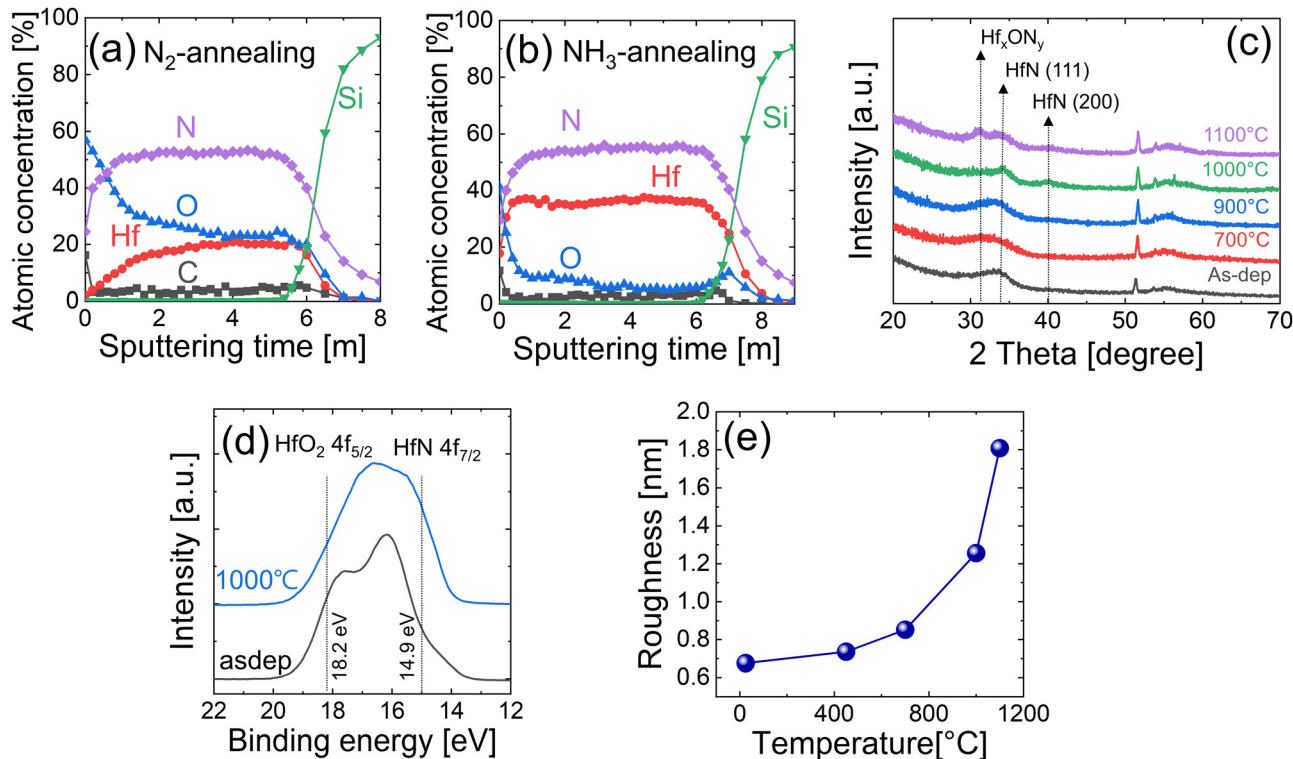 Atomic concentration [%]
100
80
60
40
20
0
(a) N₂-annealing
Si
N
O
Hf
C
0 2 4 6 8
Sputtering time [m]
Atomic concentration [%]
100
80
60
40
20
0
(b) NH₃-annealing
Si
N
Hf
O
C
0 2 4 6 8
Sputtering time [m]
Intensity [a.u.]
(c)
HfₓONᵧ
HfN (111)
HfN (200)
1100°C
1000°C
900°C
700°C
As-dep
20 30 40 50 60 70
2 Theta [degree]
Intensity [a.u.]
(d) HfO₂ 4f₅/₂ HfN 4f₇/₂
1000℃
asdep
18.2 eV
14.9 eV
22 20 18 16 14 12
Binding energy [eV]
Roughness [nm]
(e)
2.0
1.8
1.6
1.4
1.2
1.0
0.8
0.6
0 400 800 1200
Temperature[°C]